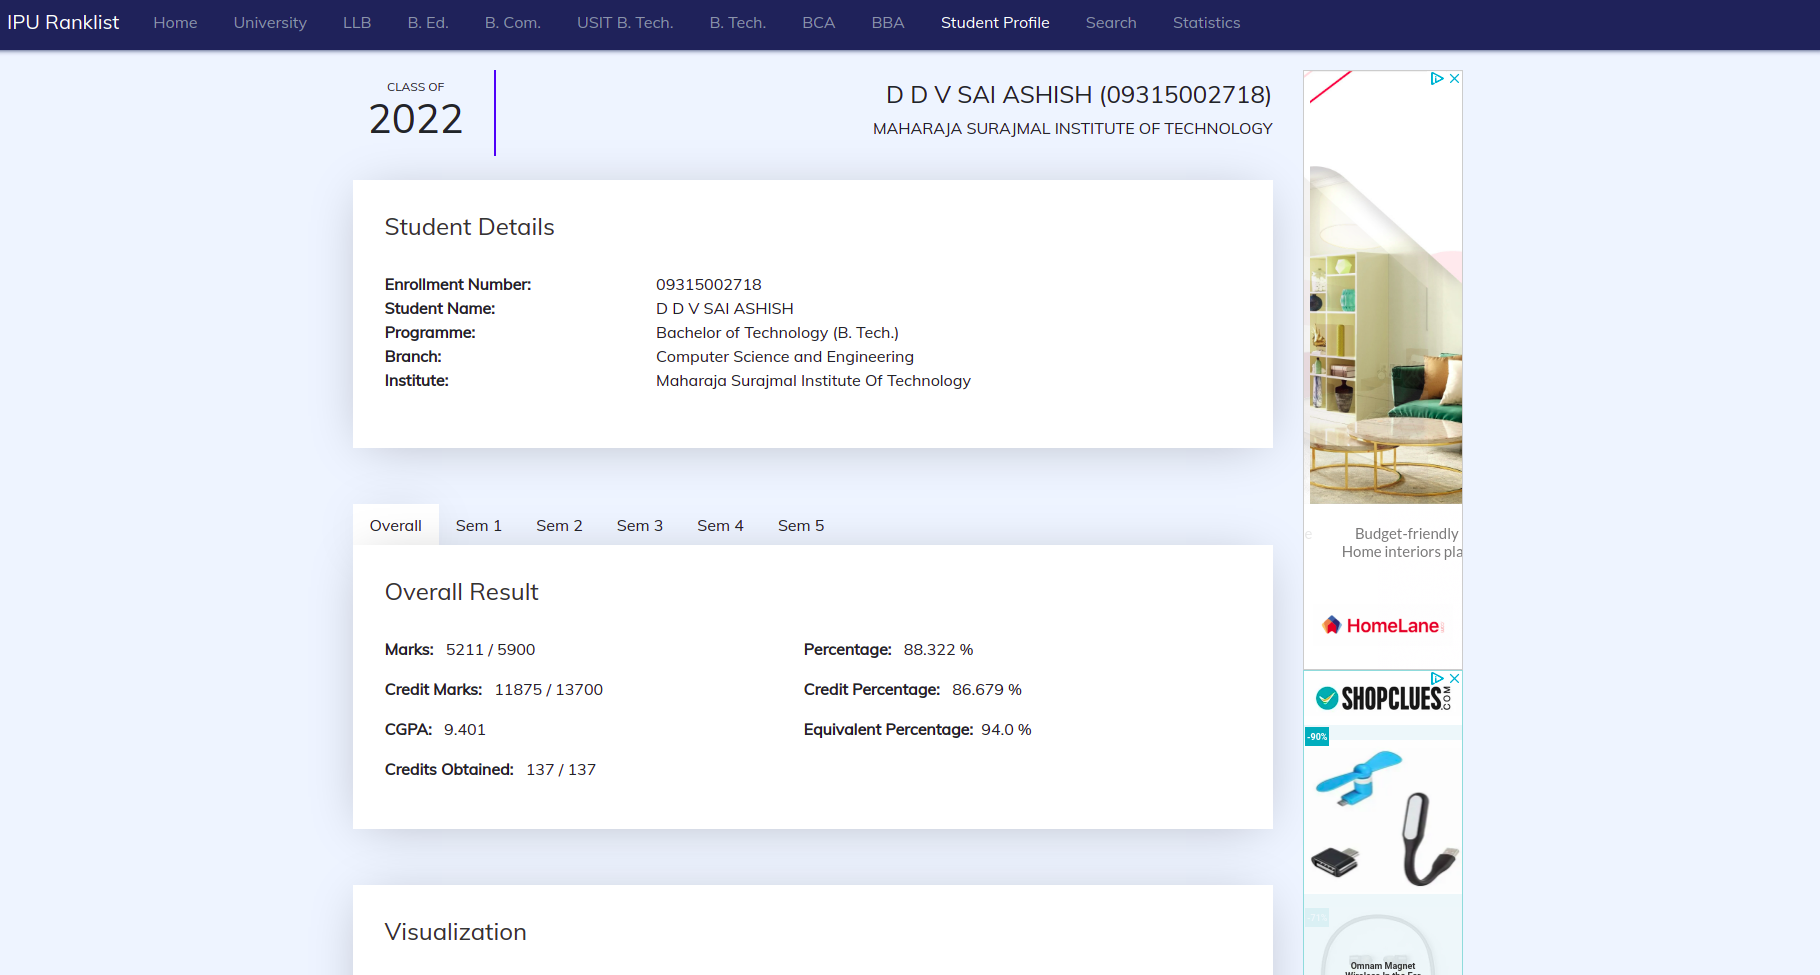 IPU Ranklist Home University LLB B. Ed. B. Com. USIT B. Tech. B. Tech. BCA BBA Student Profile Search Statistics
CLASS OF
2022
D D V SAI ASHISH (09315002718)
MAHARAJA SURAJMAL INSTITUTE OF TECHNOLOGY
Student Details
Enrollment Number: 09315002718
Student Name: D D V SAI ASHISH
Programme: Bachelor of Technology (B. Tech.)
Branch: Computer Science and Engineering
Institute: Maharaja Surajmal Institute Of Technology
Overall Sem 1 Sem 2 Sem 3 Sem 4 Sem 5
Overall Result
Marks: 5211 / 5900 Percentage: 88.322 %
Credit Marks: 11875 / 13700 Credit Percentage: 86.679 %
CGPA: 9.401 Equivalent Percentage: 94.0 %
Credits Obtained: 137 / 137
Visualization
Budget-friendly
Home interiors pla
HomeLane
SHOPCLUES.COM
-90%
Omnam Magnet